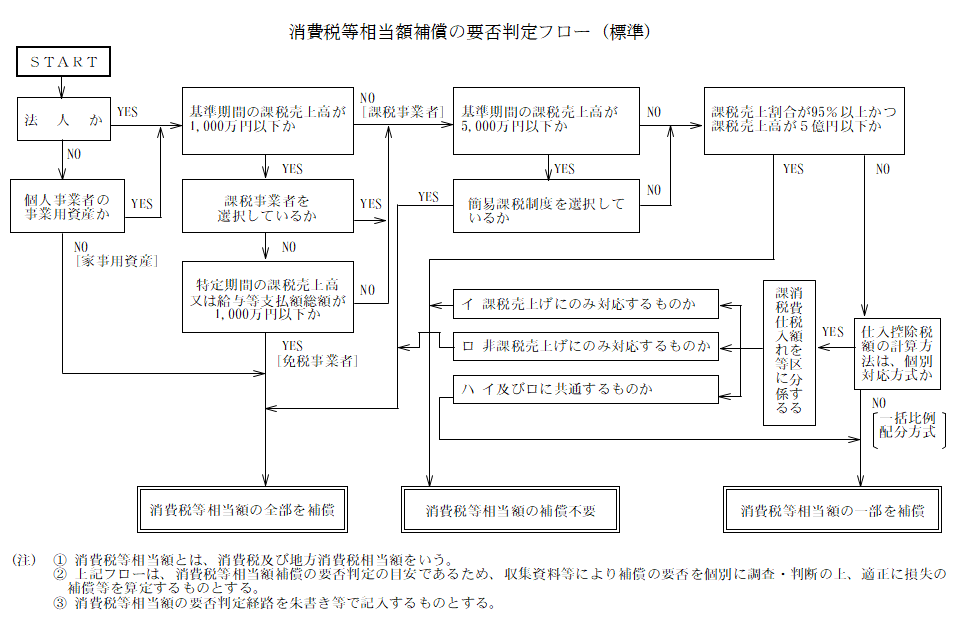 消費税等相当額補償の要否判定フロー（標準）
ＳＴＡＲＴ
法　人　か
YES
NO
個人事業者の
事業用資産か
YES
NO
［家事用資産］
基準期間の課税売上高が
1,000万円以下か
NO
［課税事業者］
YES
課税事業者を
選択しているか
YES
NO
特定期間の課税売上高
又は給与等支払額総額が
1,000万円以下か
NO
YES
［免税事業者］
基準期間の課税売上高が
5,000万円以下か
NO
YES
簡易課税制度を選択して
いるか
YES
NO
課税売上割合が95％以上かつ
課税売上高が５億円以下か
YES
NO
仕入控除税
額の計算方
法は、個別
対応方式か
YES
NO
一括比例
配分方式
消費税額を区分する
課税仕入れ等に係る
イ 課税売上げにのみ対応するものか
ロ 非課税売上げにのみ対応するものか
ハ イ及びロに共通するものか
消費税等相当額の全部を補償
消費税等相当額の補償不要
消費税等相当額の一部を補償
（注）　① 消費税等相当額とは、消費税及び地方消費税相当額をいう。
② 上記フローは、消費税等相当額補償の要否判定の目安であるため、収集資料等により補償の要否を個別に調査・判断の上、適正に損失の
補償等を算定するものとする。
③ 消費税等相当額の要否判定経路を朱書き等で記入するものとする。